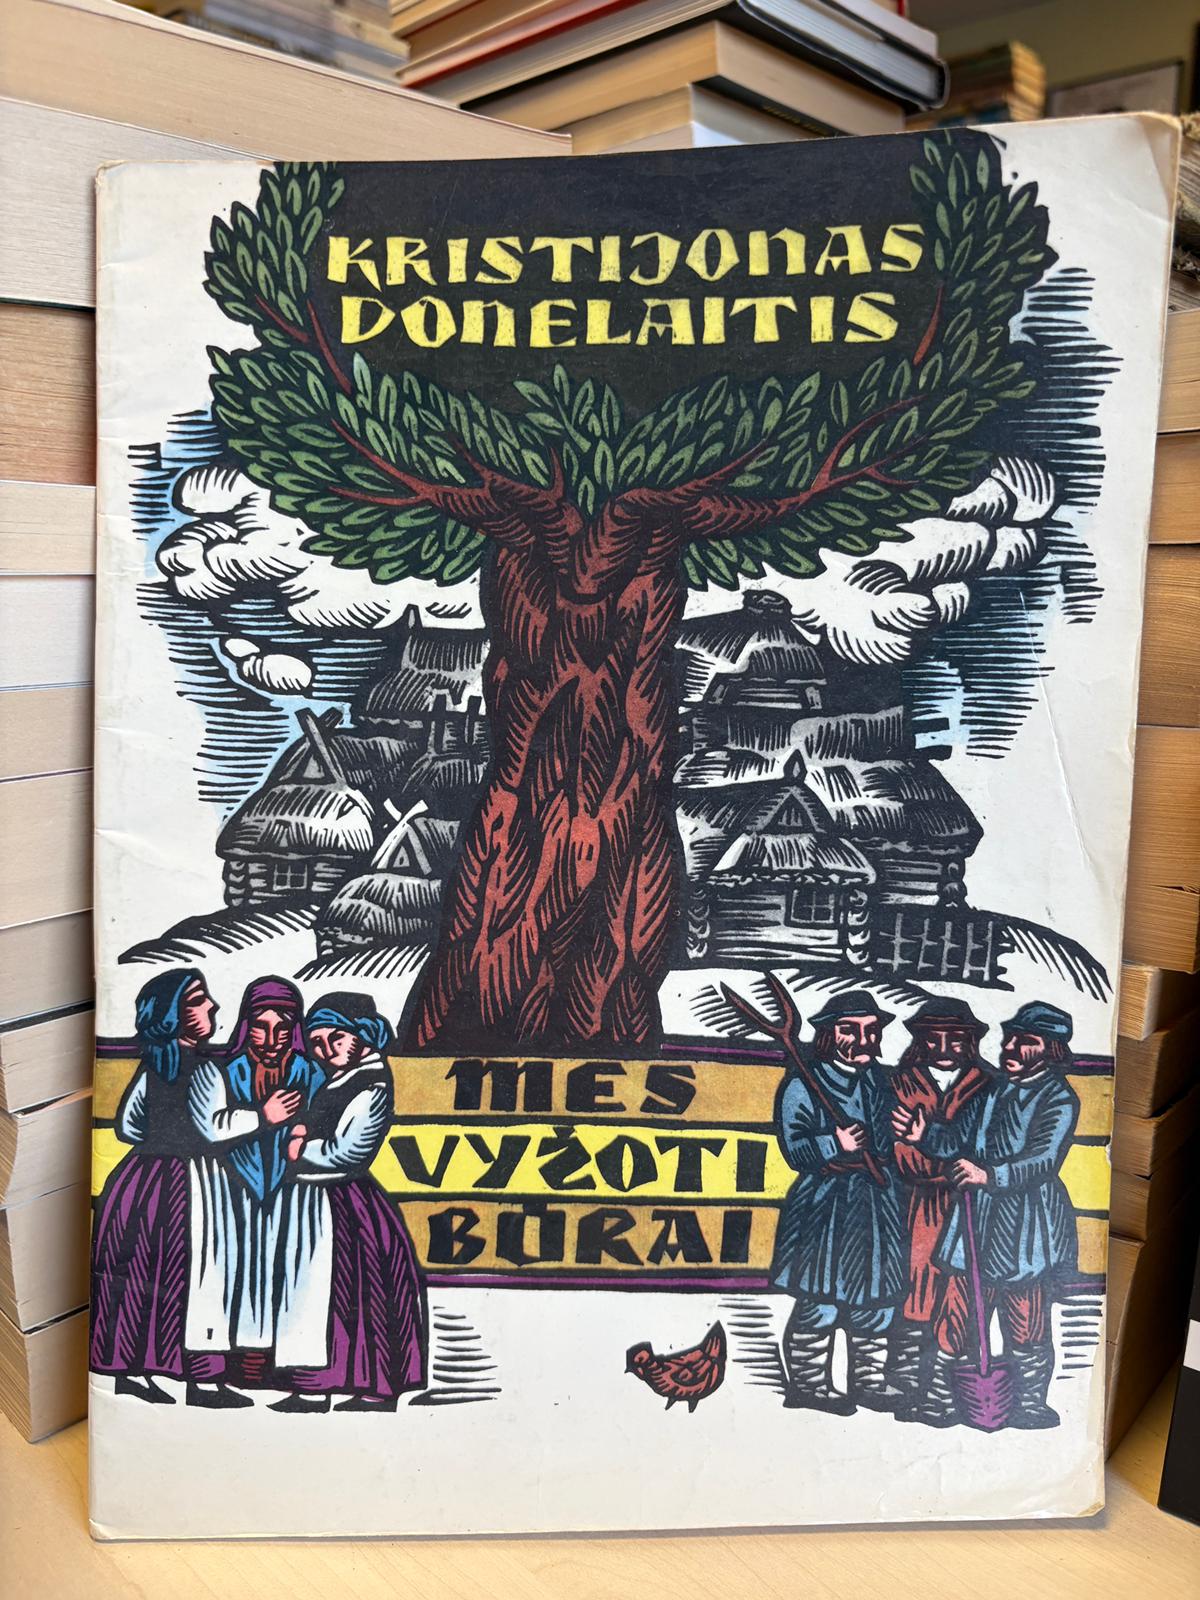 KRISTIJONAS
DONELAITIS
MES
VYŽOTI
BŪRAI